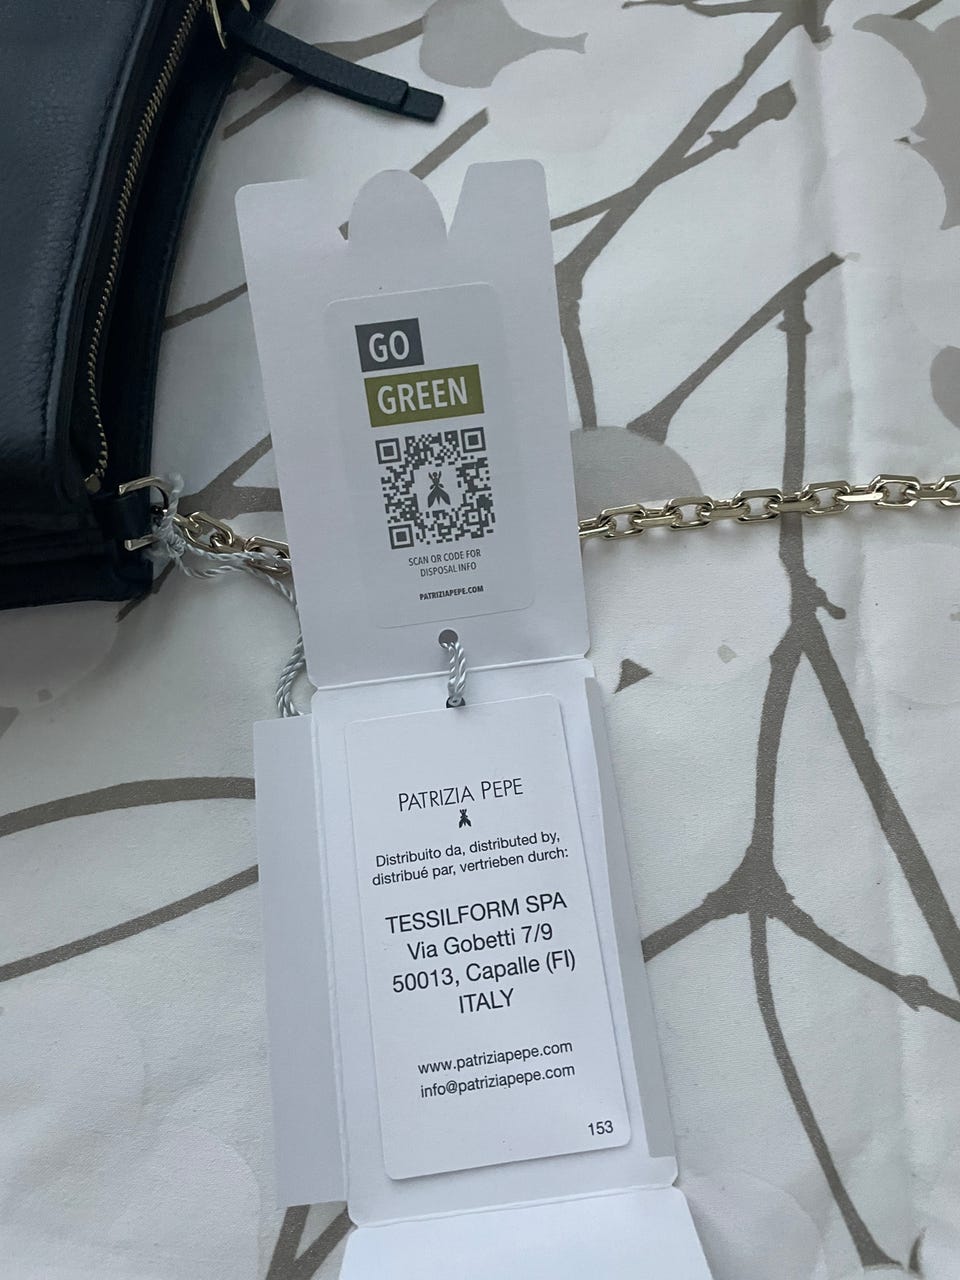 GO
GREEN
SCAN QR CODE FOR
DISPOSAL INFO
PATRIZIAPEPE.COM
PATRIZIA PEPE
Distribuito da, distributed by,
distribué par, vertrieben durch:
TESSILFORM SPA
Via Gobetti 7/9
50013, Capalle (FI)
ITALY
www.patriziapepe.com
info@patriziapepe.com
153